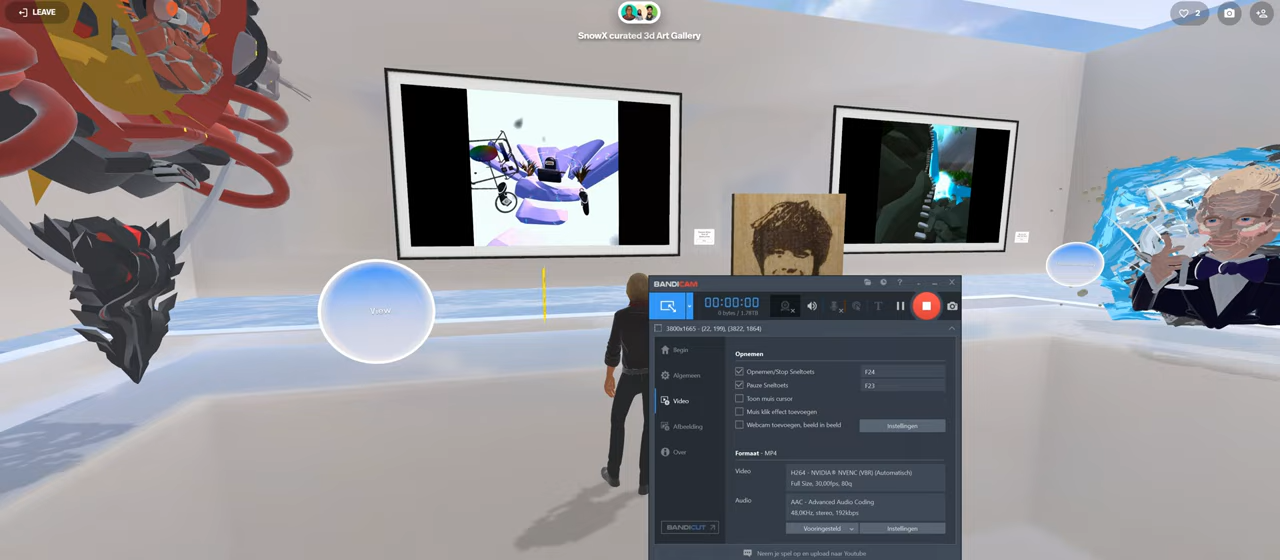 LEAVE
SnowX curated 3d Art Gallery
2
View
BANDICAM
00:00:00
0 bytes / 1.78TB
3800x1665 - (22, 199), (3822, 1864)
Begin
Algemeen
Video
Afbeelding
Over
BANDICUT
Opnemen
Opnemen/Stop Sneltoets
F24
Pauze Sneltoets
F23
Toon muis cursor
Muis klik effect toevoegen
Webcam toevoegen, beeld in beeld
Instellingen
Formaat - MP4
Video
H264 - NVIDIA® NVENC (VBR) (Automatisch)
Full Size, 30,00fps, 80q
Audio
AAC - Advanced Audio Coding
48,0KHz, stereo, 192kbps
Vooringesteld
Instellingen
Neem je spel op en upload naar Youtube